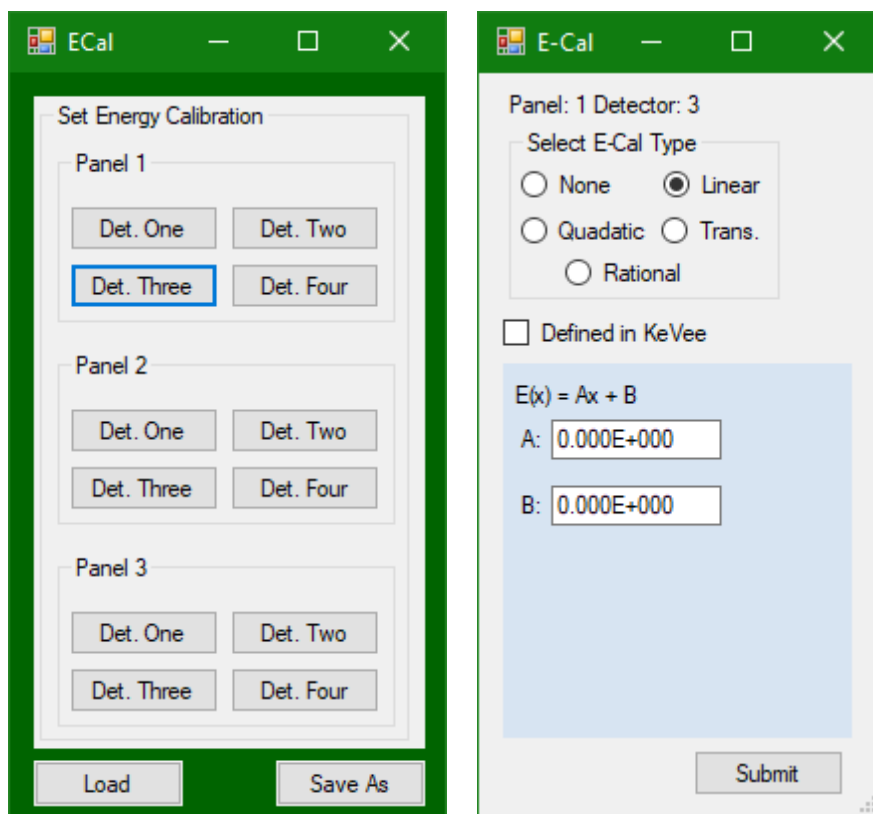 ECal
Set Energy Calibration
Panel 1
Det. One Det. Two
Det. Three Det. Four
Panel 2
Det. One Det. Two
Det. Three Det. Four
Panel 3
Det. One Det. Two
Det. Three Det. Four
Load Save As
E-Cal
Panel: 1 Detector: 3
Select E-Cal Type
None Linear
Quadatic Trans.
Rational
Defined in KeVee
E(x) = Ax + B
A: 0.000E+000
B: 0.000E+000
Submit